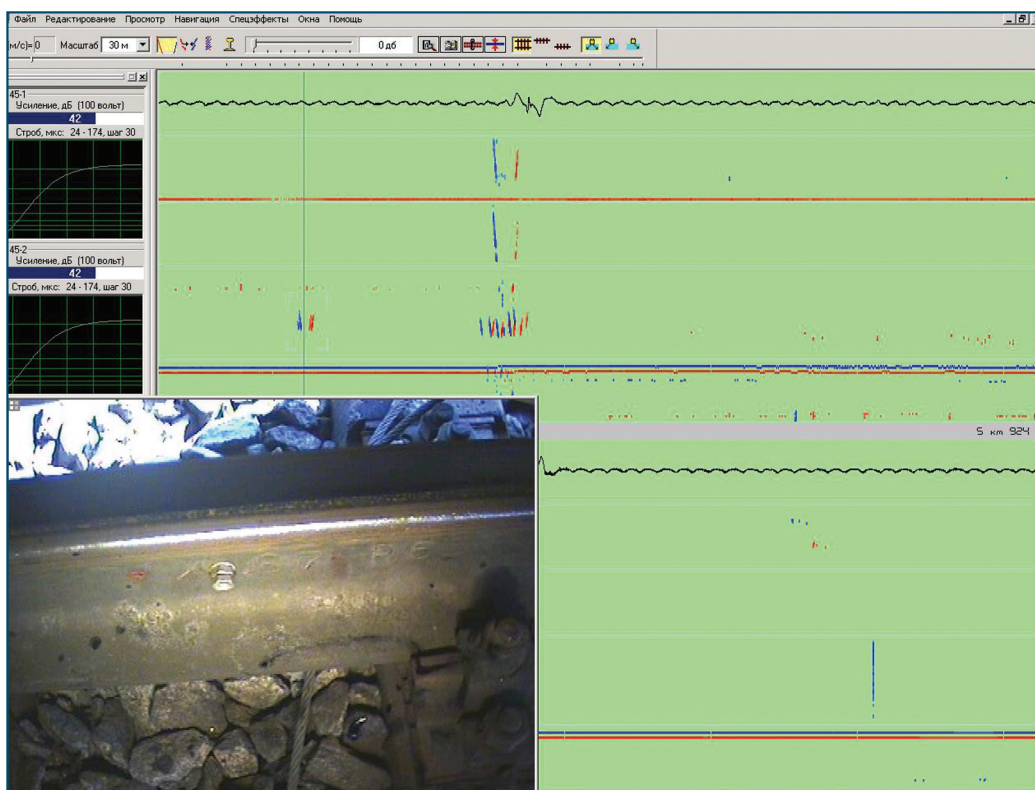 Файл Редактирование Просмотр Навигация Спецэффекты Окна Помощь
(м/с)= 0 Масштаб 30 м 0 дб
45-1
Усиление, дБ (100 вольт)
42
Строб, мкс: 24 - 174, шаг 30
45-2
Усиление, дБ (100 вольт)
42
Строб, мкс: 24 - 174, шаг 30
5 км 924